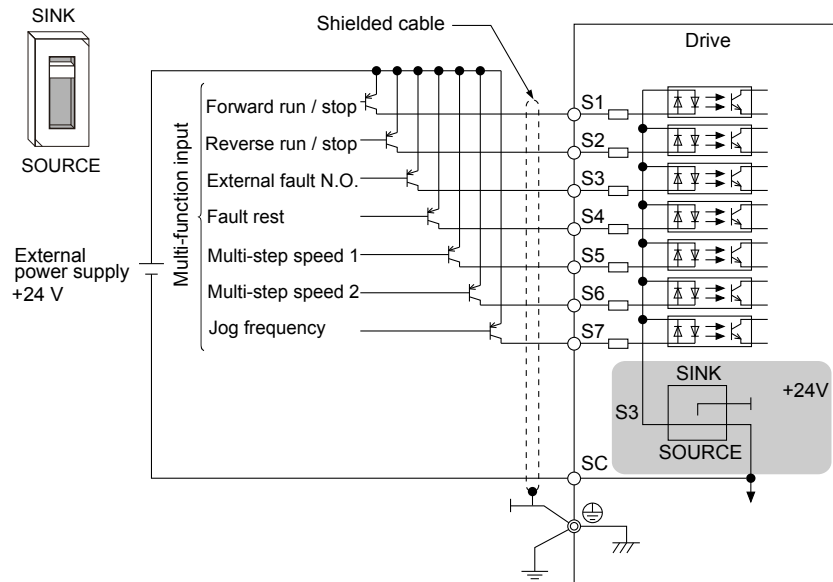 SINK
SOURCE
Shielded cable
Drive
Multi-function input
Forward run / stop
Reverse run / stop
External fault N.O.
Fault rest
Multi-step speed 1
Multi-step speed 2
Jog frequency
External
power supply
+24 V
S1
S2
S3
S4
S5
S6
S7
SINK
+24V
S3
SOURCE
SC